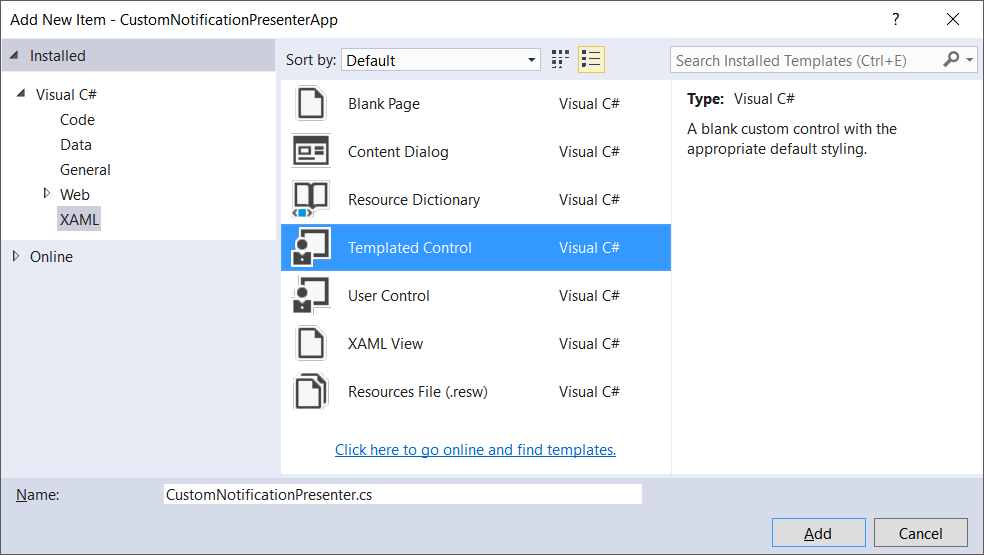 Add New Item - CustomNotificationPresenterApp
?
Installed
Sort by: Default
Search Installed Templates (Ctrl+E)
Visual C#
Code
Data
General
Web
XAML
Online
Blank Page Visual C#
Content Dialog Visual C#
Resource Dictionary Visual C#
Templated Control Visual C#
User Control Visual C#
XAML View Visual C#
Resources File (.resw) Visual C#
Click here to go online and find templates.
Type: Visual C#
A blank custom control with the
appropriate default styling.
Name: CustomNotificationPresenter.cs
Add Cancel